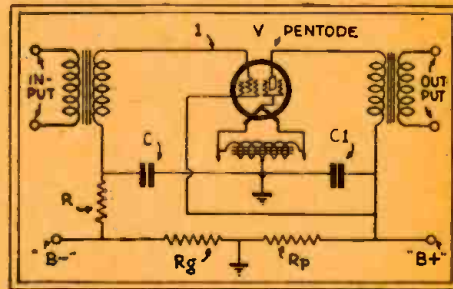 1
V PENTODE
IN-
PUT
OUT
PUT
C
C1
R
"B-"
Rg
Rp
"B+"